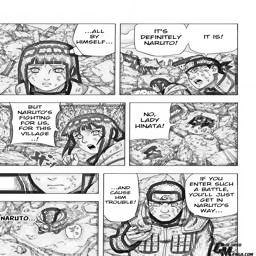 ...ALL
BY
HIMSELF...
IT'S
DEFINITELY
NARUTO!
IT IS!
BUT
NARUTO'S
FIGHTING
FOR US,
FOR THIS
VILLAGE
..!
NO,
LADY
HINATA!
...AND
CAUSE
HIM
TROUBLE!
IF YOU
ENTER SUCH
A BATTLE,
YOU'LL JUST
GET IN
NARUTO'S
WAY...
NARUTO